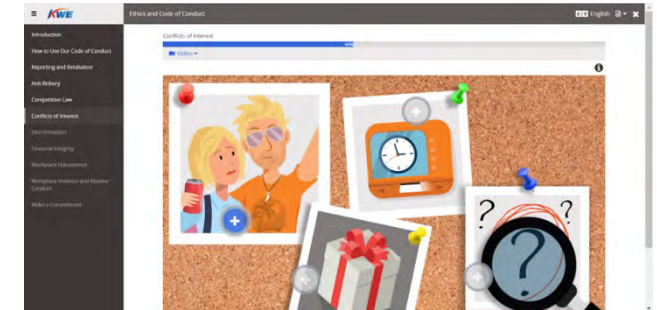 KWE
Ethics and Code of Conduct
English
Introduction
How to Use Our Code of Conduct
Reporting and Retaliation
Anti-Bribery
Competition Law
Conflicts of Interest
Discrimination
Financial Integrity
Workplace Harassment
Workplace Violence and Abusive
Conduct
Make a Commitment
Conflicts of Interest
Video
?
?
?